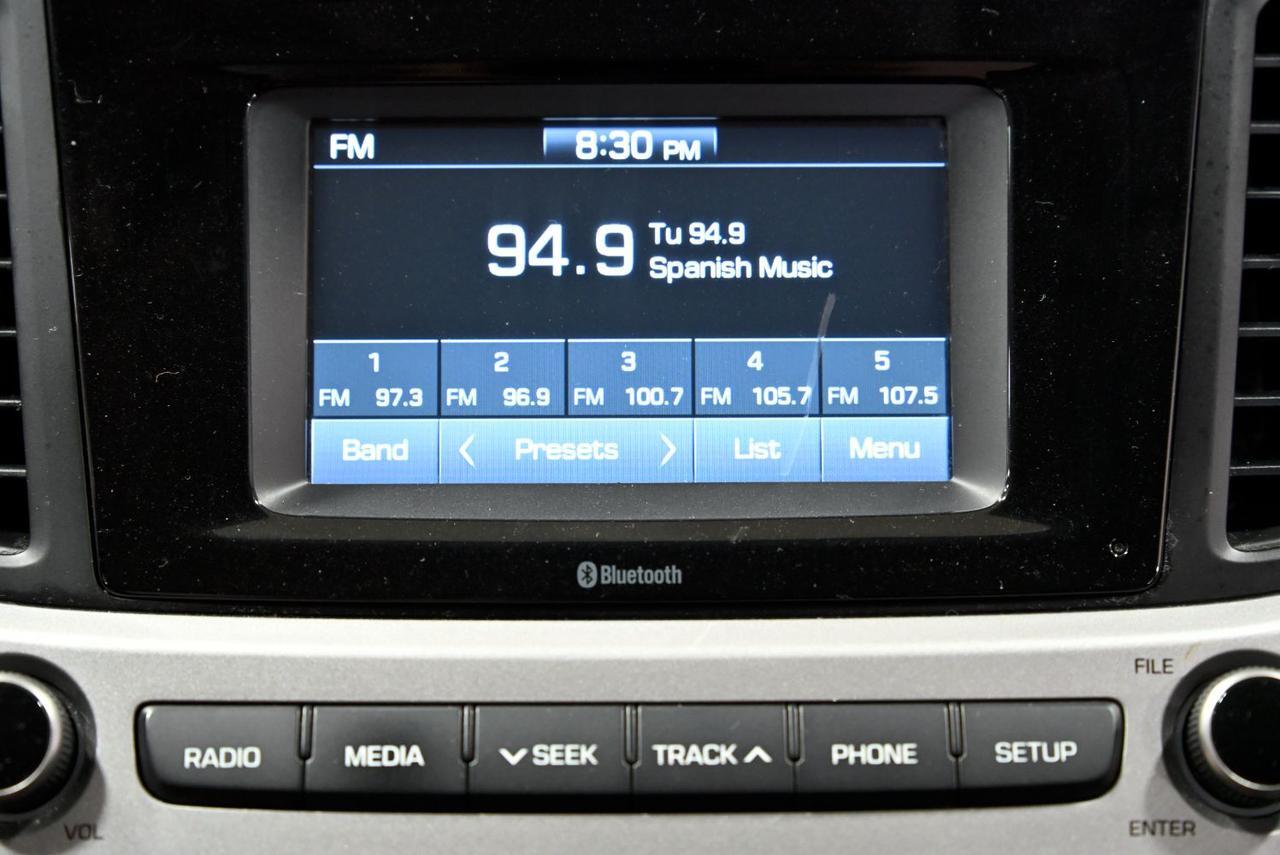 FM 8:30 PM
94.9 Tu 94.9
Spanish Music
1 2 3 4 5
FM 97.3 FM 96.9 FM 100.7 FM 105.7 FM 107.5
Band Presets List Menu
Bluetooth
FILE
RADIO MEDIA SEEK TRACK PHONE SETUP
VOL ENTER